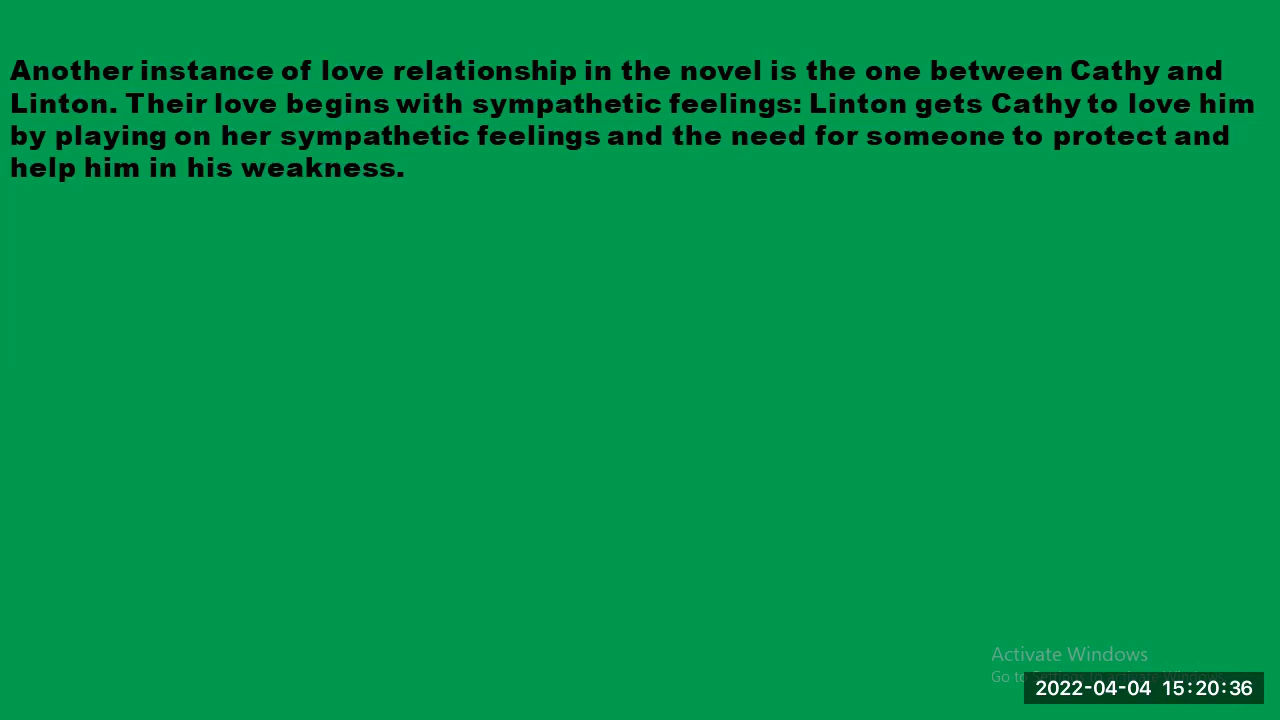 Another instance of love relationship in the novel is the one between Cathy and
Linton. Their love begins with sympathetic feelings: Linton gets Cathy to love him
by playing on her sympathetic feelings and the need for someone to protect and
help him in his weakness.
Activate Windows
Go to
2022-04-04 15:20:36